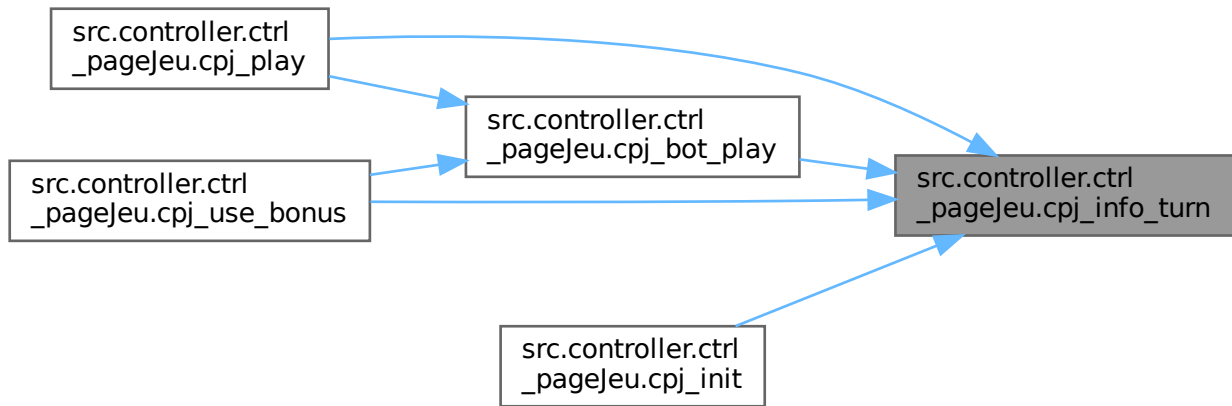 src.controller.ctrl
_pageJeu.cpj_play
src.controller.ctrl
_pageJeu.cpj_bot_play
src.controller.ctrl
_pageJeu.cpj_use_bonus
src.controller.ctrl
_pageJeu.cpj_info_turn
src.controller.ctrl
_pageJeu.cpj_init